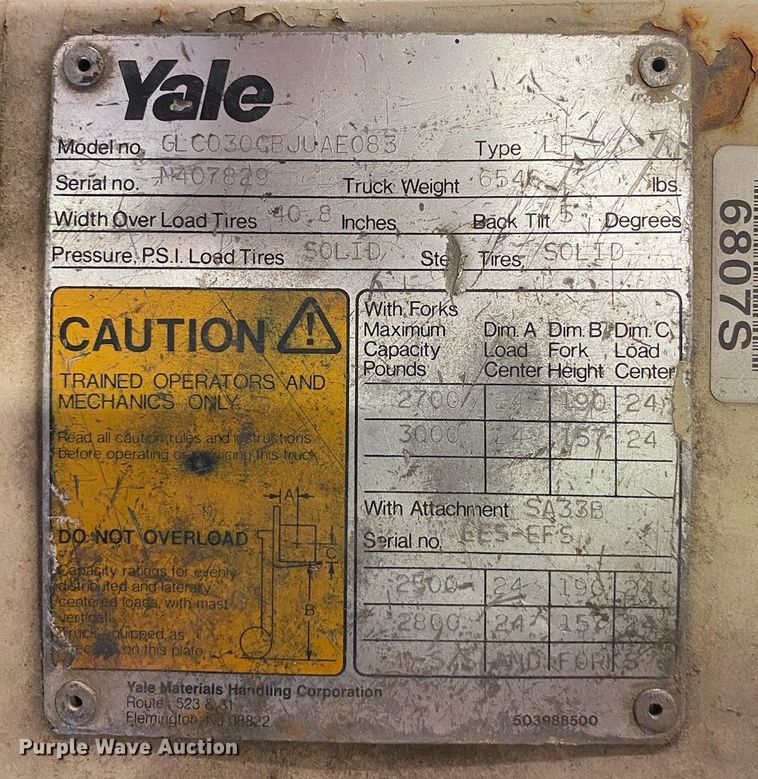 Yale
Model no. GLC030CBJUAE083 Type LP
Serial no. N407829 Truck Weight 6546 lbs.
Width Over Load Tires 40.8 Inches Back Tilt 5 Degrees
Pressure, P.S.I. Load Tires SOLID Steer Tires SOLID
CAUTION
TRAINED OPERATORS AND
MECHANICS ONLY
Read all caution, rules and instructions
before operating or servicing this truck.
DO NOT OVERLOAD
Capacity ratings for evenly
distributed and laterally
centered loads, with mast
vertical.
Truck equipped as
specified on this plate
A
C
B
With Forks
Maximum Capacity Pounds Dim. A Load Center Dim. B Fork Height Dim. C Load Center
2700 24 190 24
3000 24 157 24
With Attachment SA33B
Serial no. EES-EFS
2500 24 190 24
2800 24 157 24
AND FORKS
Yale Materials Handling Corporation
Route 523 & 31
Flemington, NJ 08822
503988500
6807S
Purple Wave Auction